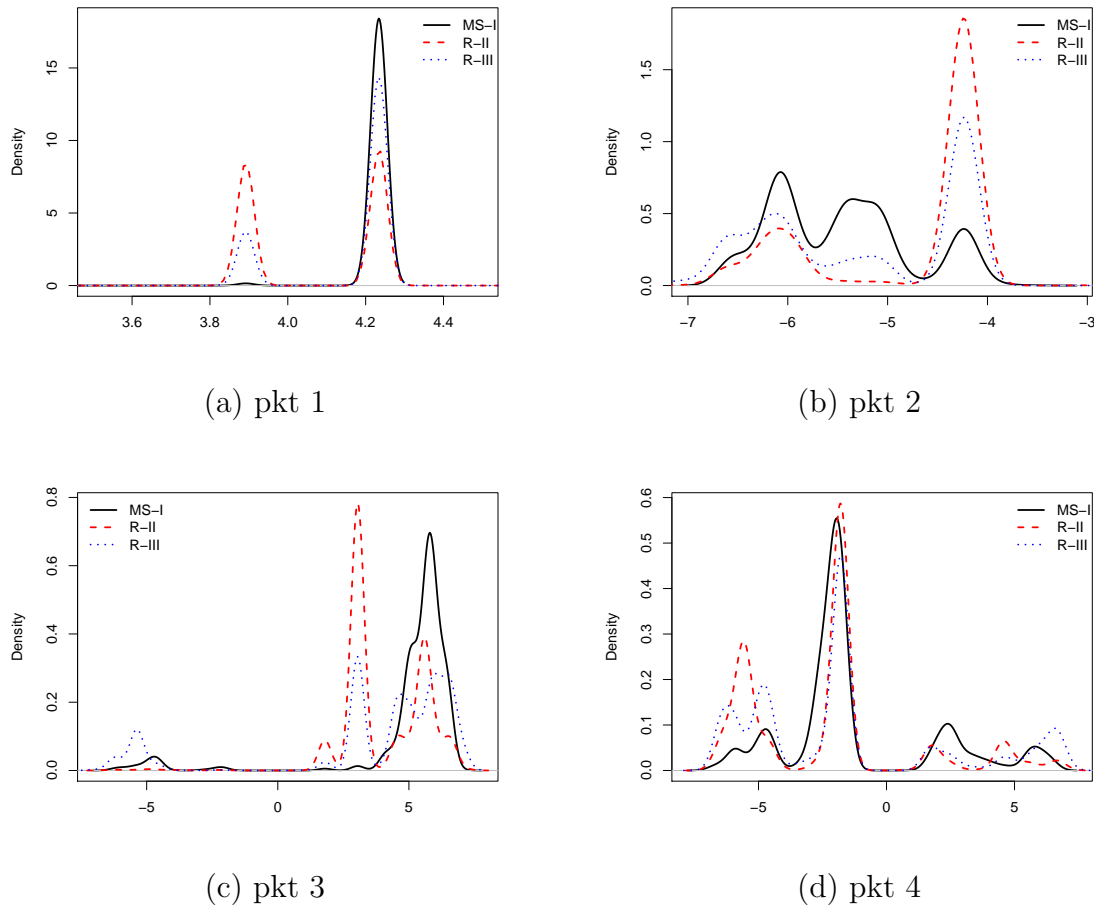 MS−I
R−II
R−III
Density
0
5
10
15
3.6 3.8 4.0 4.2 4.4
(a) pkt 1
MS−I
R−II
R−III
Density
0.0
0.5
1.0
1.5
−7 −6 −5 −4 −3
(b) pkt 2
MS−I
R−II
R−III
Density
0.0
0.2
0.4
0.6
0.8
−5 0 5
(c) pkt 3
MS−I
R−II
R−III
Density
0.0
0.1
0.2
0.3
0.4
0.5
0.6
−5 0 5
(d) pkt 4